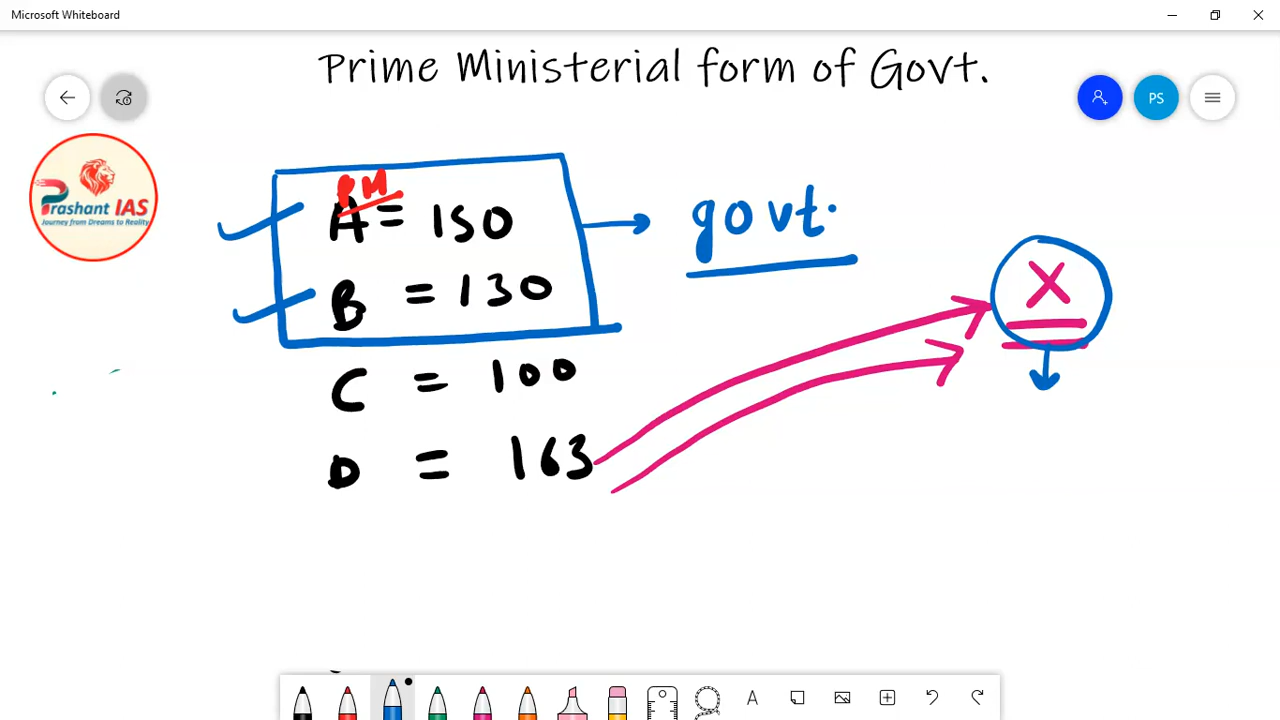 Microsoft Whiteboard
Prime Ministerial form of Govt.
PS
Prashant IAS
Journey from Dreams to Reality
PM
A = 150
govt.
B = 130
X
C = 100
D = 163
A